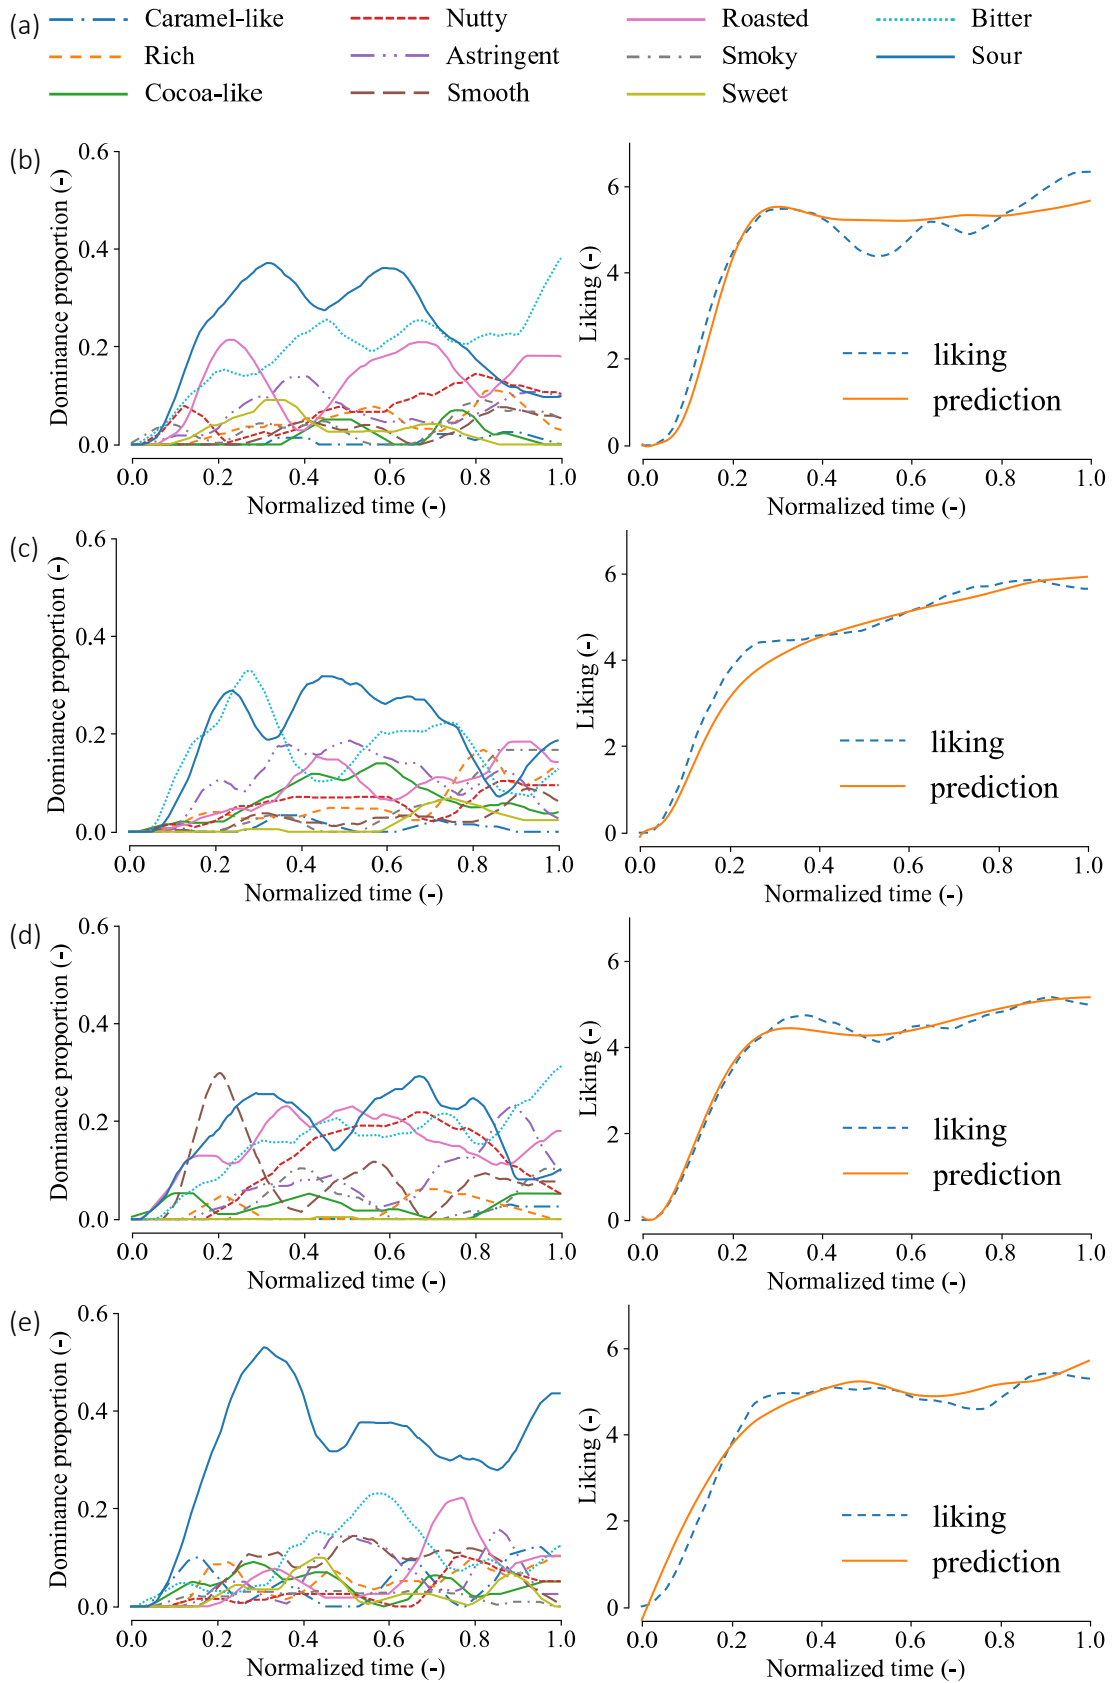 (a)
Caramel-like Nutty Roasted Bitter
Rich Astringent Smoky Sour
Cocoa-like Smooth Sweet
(b)
Dominance proportion (-)
0.6
0.4
0.2
0.0
0.0 0.2 0.4 0.6 0.8 1.0
Normalized time (-)
Liking (-)
6
4
2
0
liking
prediction
0.0 0.2 0.4 0.6 0.8 1.0
Normalized time (-)
(c)
Dominance proportion (-)
0.6
0.4
0.2
0.0
0.0 0.2 0.4 0.6 0.8 1.0
Normalized time (-)
Liking (-)
6
4
2
0
liking
prediction
0.0 0.2 0.4 0.6 0.8 1.0
Normalized time (-)
(d)
Dominance proportion (-)
0.6
0.4
0.2
0.0
0.0 0.2 0.4 0.6 0.8 1.0
Normalized time (-)
Liking (-)
6
4
2
0
liking
prediction
0.0 0.2 0.4 0.6 0.8 1.0
Normalized time (-)
(e)
Dominance proportion (-)
0.6
0.4
0.2
0.0
0.0 0.2 0.4 0.6 0.8 1.0
Normalized time (-)
Liking (-)
6
4
2
0
liking
prediction
0.0 0.2 0.4 0.6 0.8 1.0
Normalized time (-)